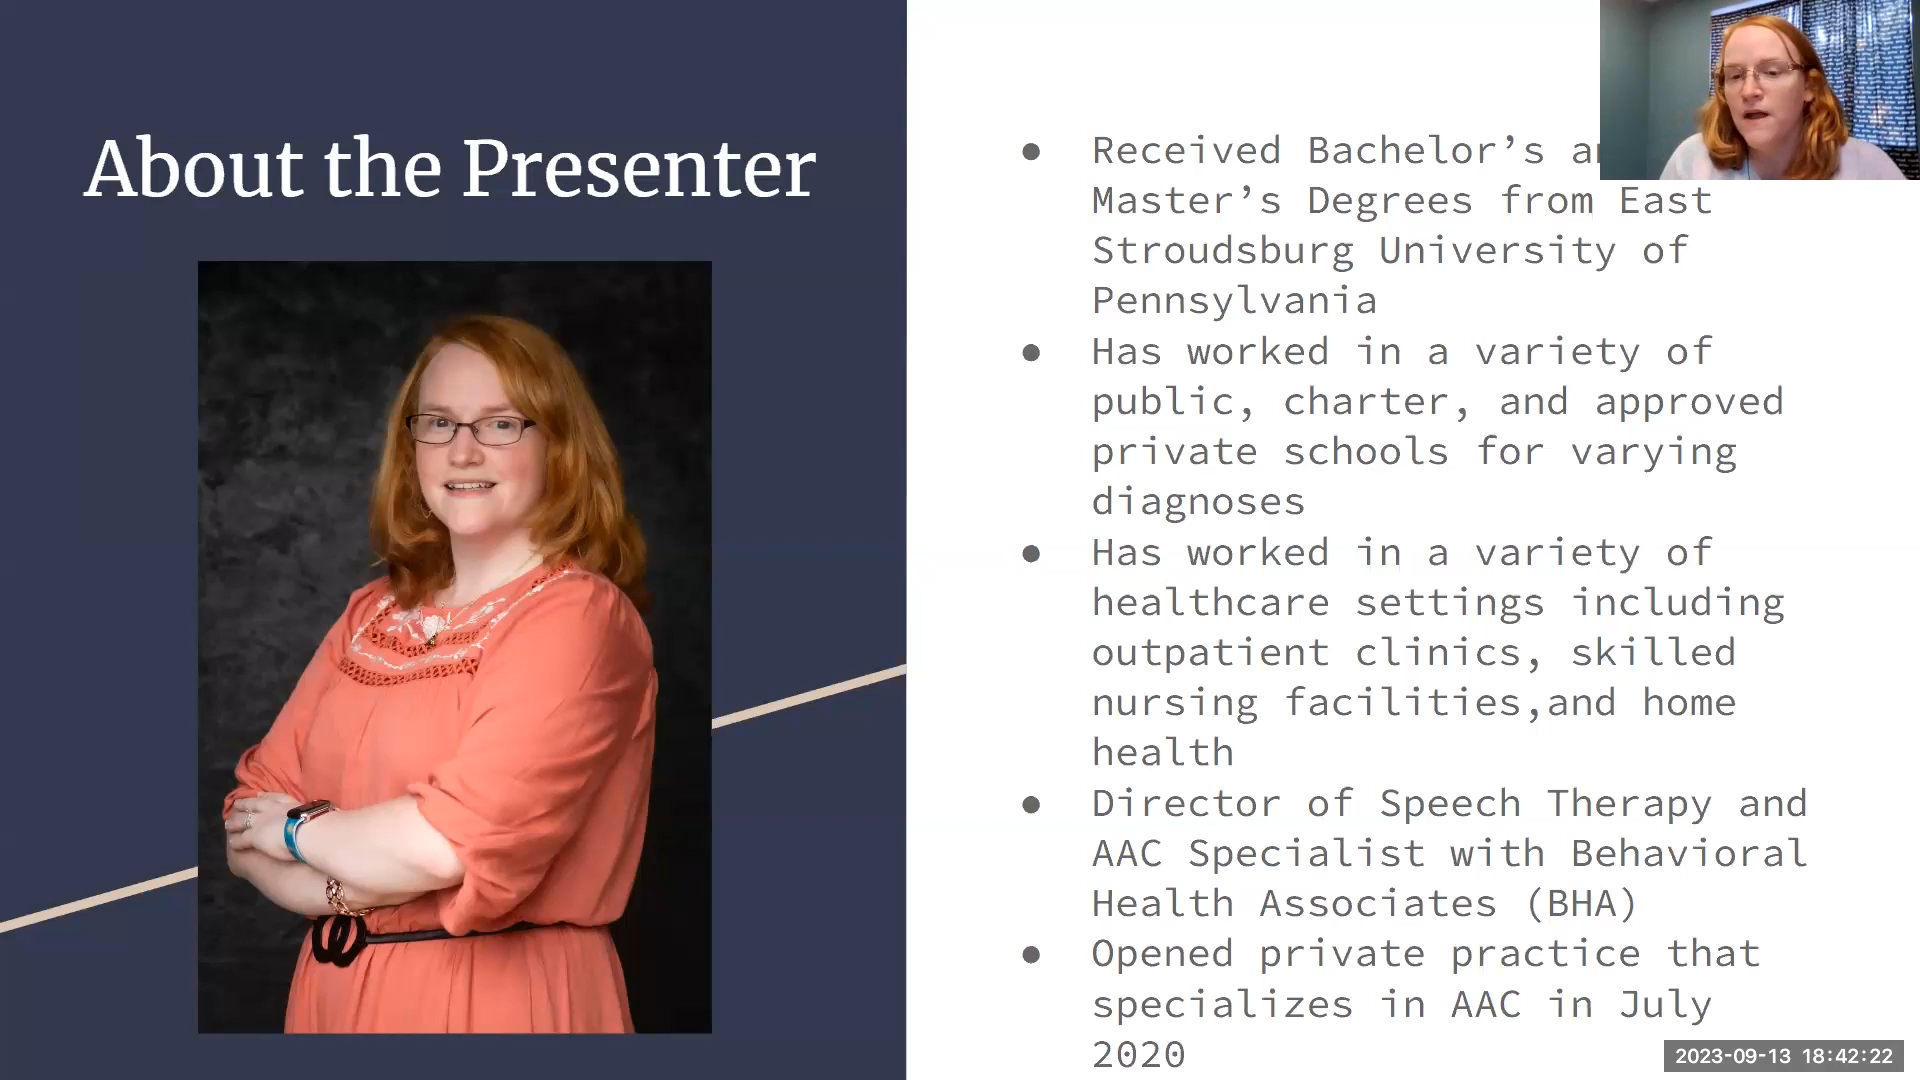 About the Presenter
● Received Bachelor’s
Master’s Degrees from East
Stroudsburg University of
Pennsylvania
● Has worked in a variety of
public, charter, and approved
private schools for varying
diagnoses
● Has worked in a variety of
healthcare settings including
outpatient clinics, skilled
nursing facilities,and home
health
● Director of Speech Therapy and
AAC Specialist with Behavioral
Health Associates (BHA)
● Opened private practice that
specializes in AAC in July
2020
2023-09-13 18:42:22